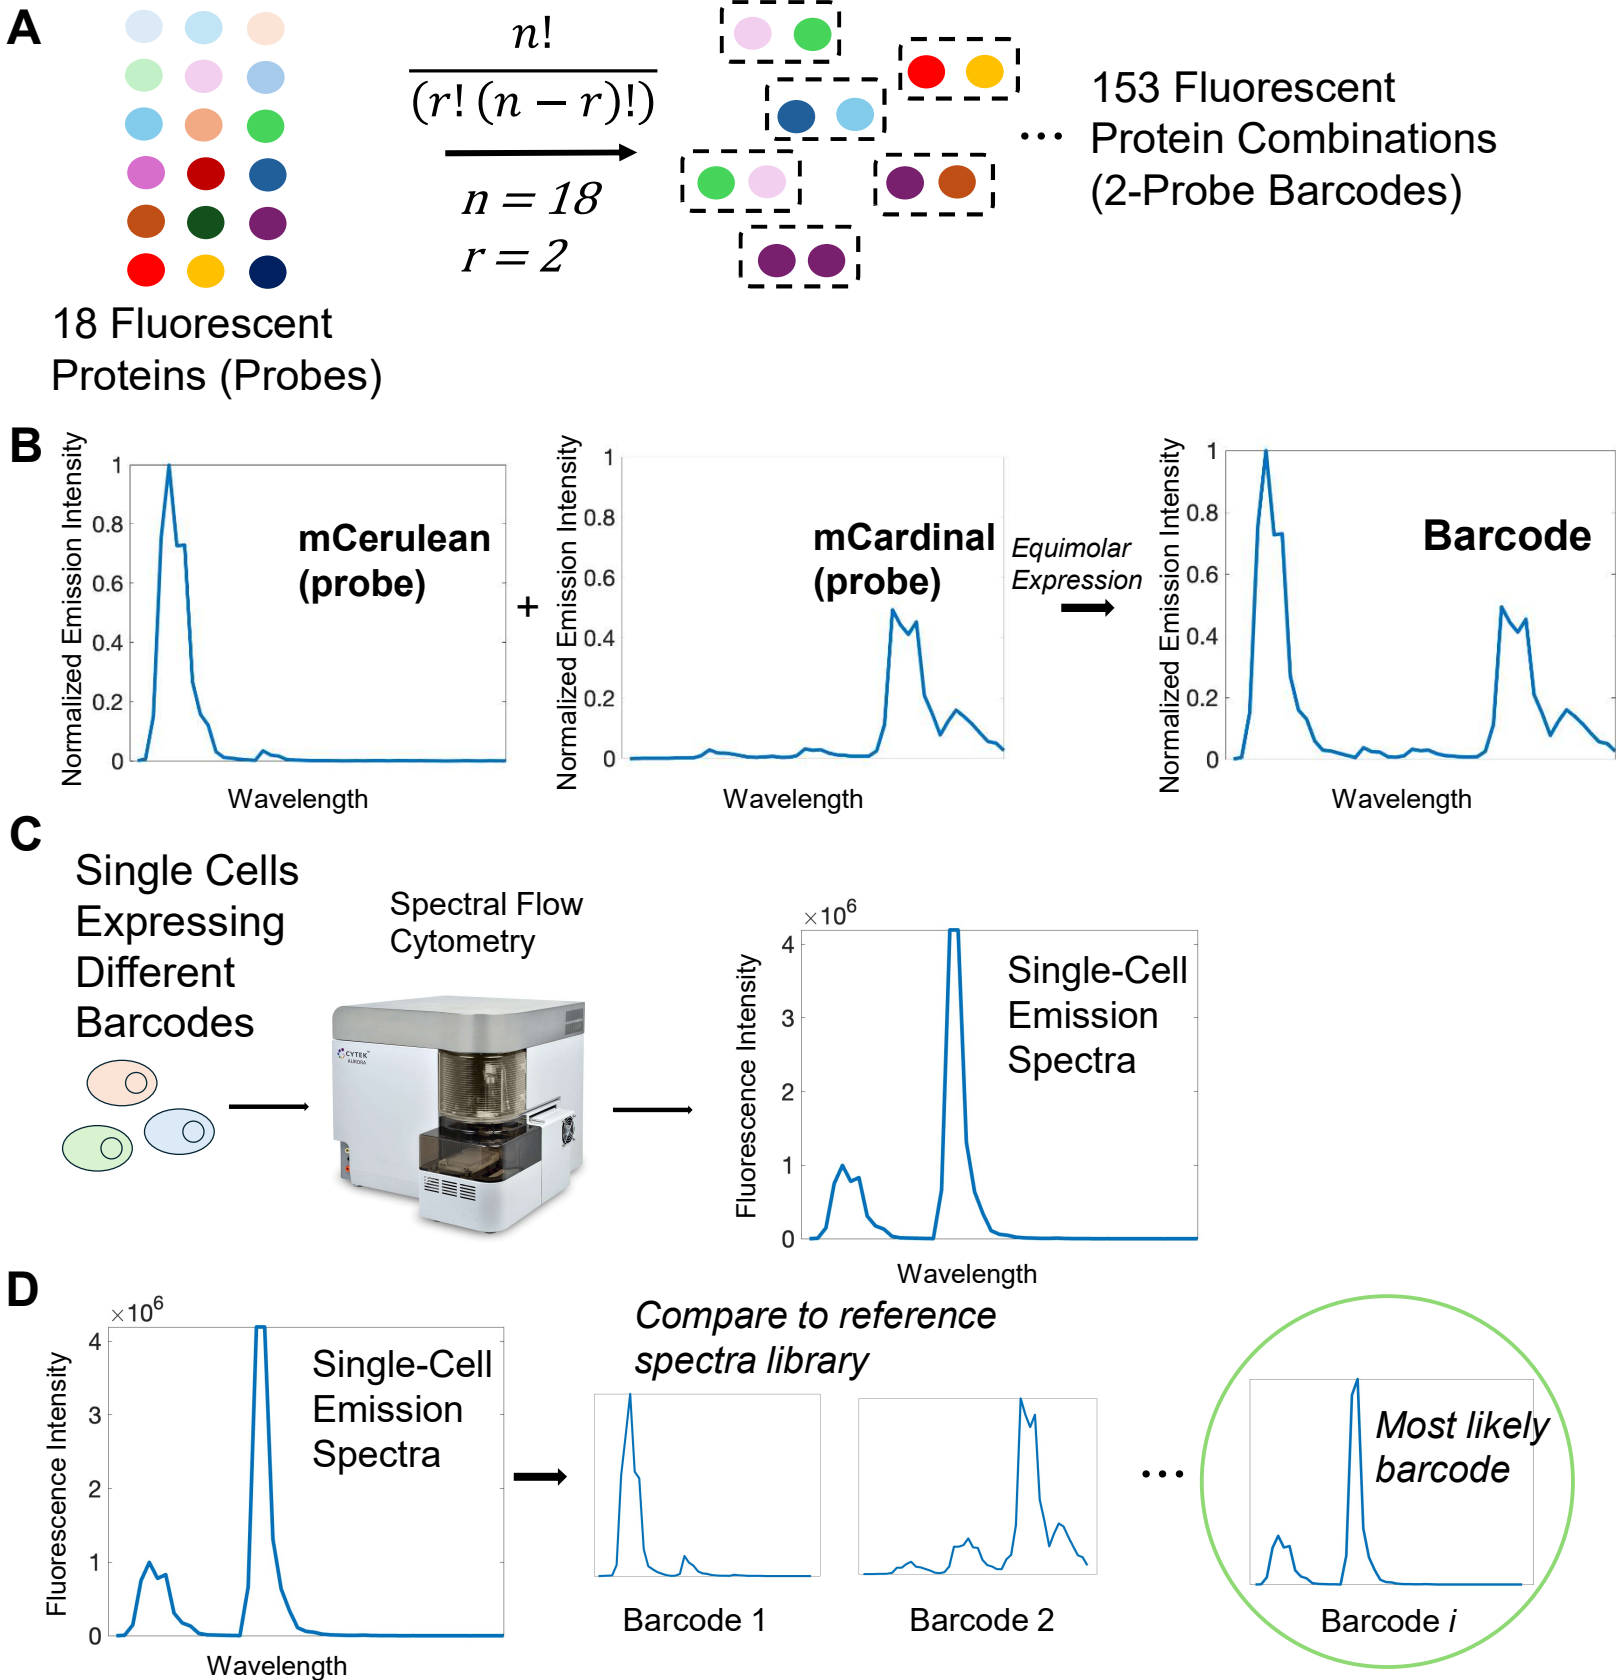 A
n!
(r! (n − r)!)
n = 18
r = 2
18 Fluorescent
Proteins (Probes)
...
153 Fluorescent
Protein Combinations
(2-Probe Barcodes)
B
Normalized Emission Intensity
1
0.8
0.6
0.4
0.2
0
mCerulean
(probe)
Wavelength
+
Normalized Emission Intensity
1
0.8
0.6
0.4
0.2
0
mCardinal
(probe)
Wavelength
Equimolar
Expression
Normalized Emission Intensity
1
0.8
0.6
0.4
0.2
0
Barcode
Wavelength
C
Single Cells
Expressing
Different
Barcodes
Spectral Flow
Cytometry
CYTEK
AURORA
×10⁶
Fluorescence Intensity
4
3
2
1
0
Single-Cell
Emission
Spectra
Wavelength
D
×10⁶
Fluorescence Intensity
4
3
2
1
0
Single-Cell
Emission
Spectra
Wavelength
Compare to reference
spectra library
Barcode 1
Barcode 2
...
Most likely
barcode
Barcode i